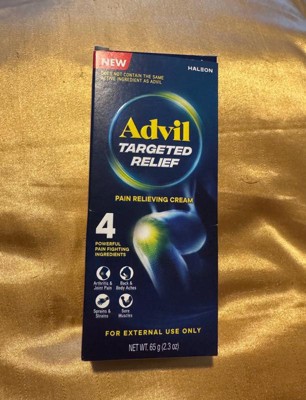 NEW
HALEON
DOES NOT CONTAIN THE SAME
ACTIVE INGREDIENT AS ADVIL
Advil
TARGETED
RELIEF
PAIN RELIEVING CREAM
4
POWERFUL
PAIN FIGHTING
INGREDIENTS
Arthritis &
Joint Pain
Back &
Body Aches
Sprains &
Strains
Sore
Muscles
FOR EXTERNAL USE ONLY
NET WT. 65 g (2.3 oz)